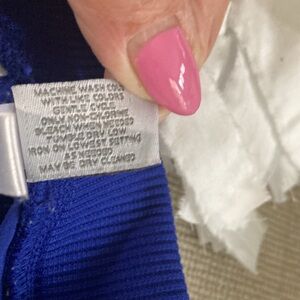 MACHINE WASH COLD
WITH LIKE COLORS
GENTLE CYCLE
ONLY NON-CHLORINE
BLEACH WHEN NEEDED
TUMBLE DRY LOW
IRON ON LOWEST SETTING
AS NEEDED
MAY BE DRY CLEANED